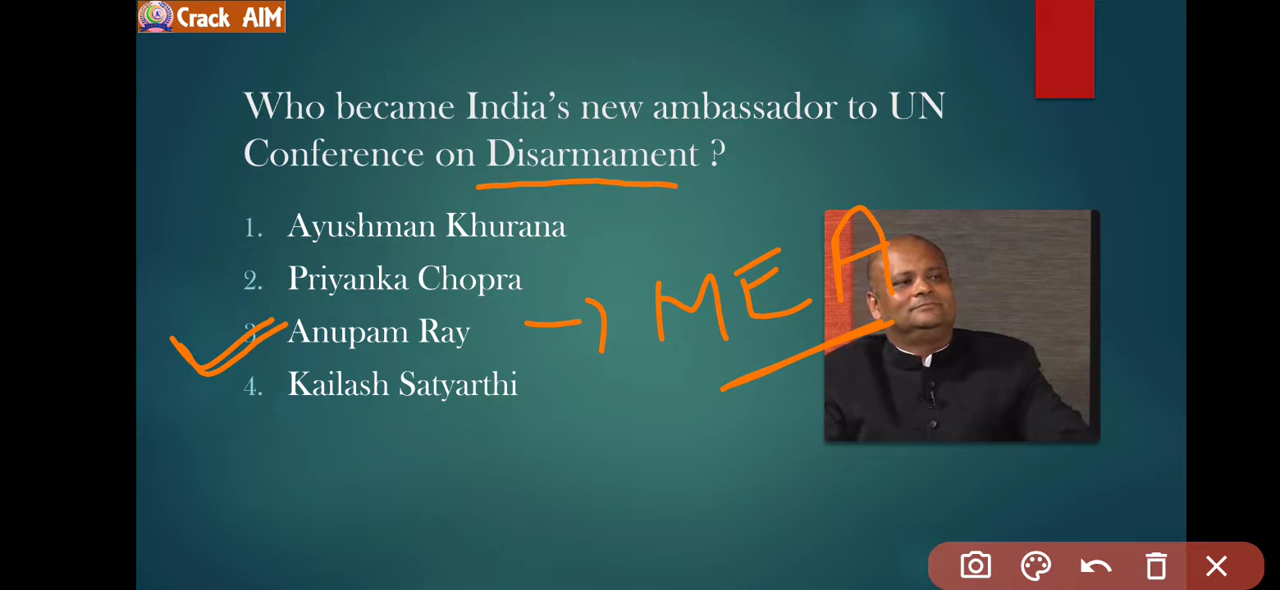 Crack AIM
Who became India's new ambassador to UN
Conference on Disarmament ?
1. Ayushman Khurana
2. Priyanka Chopra
3. Anupam Ray → MEA
4. Kailash Satyarthi